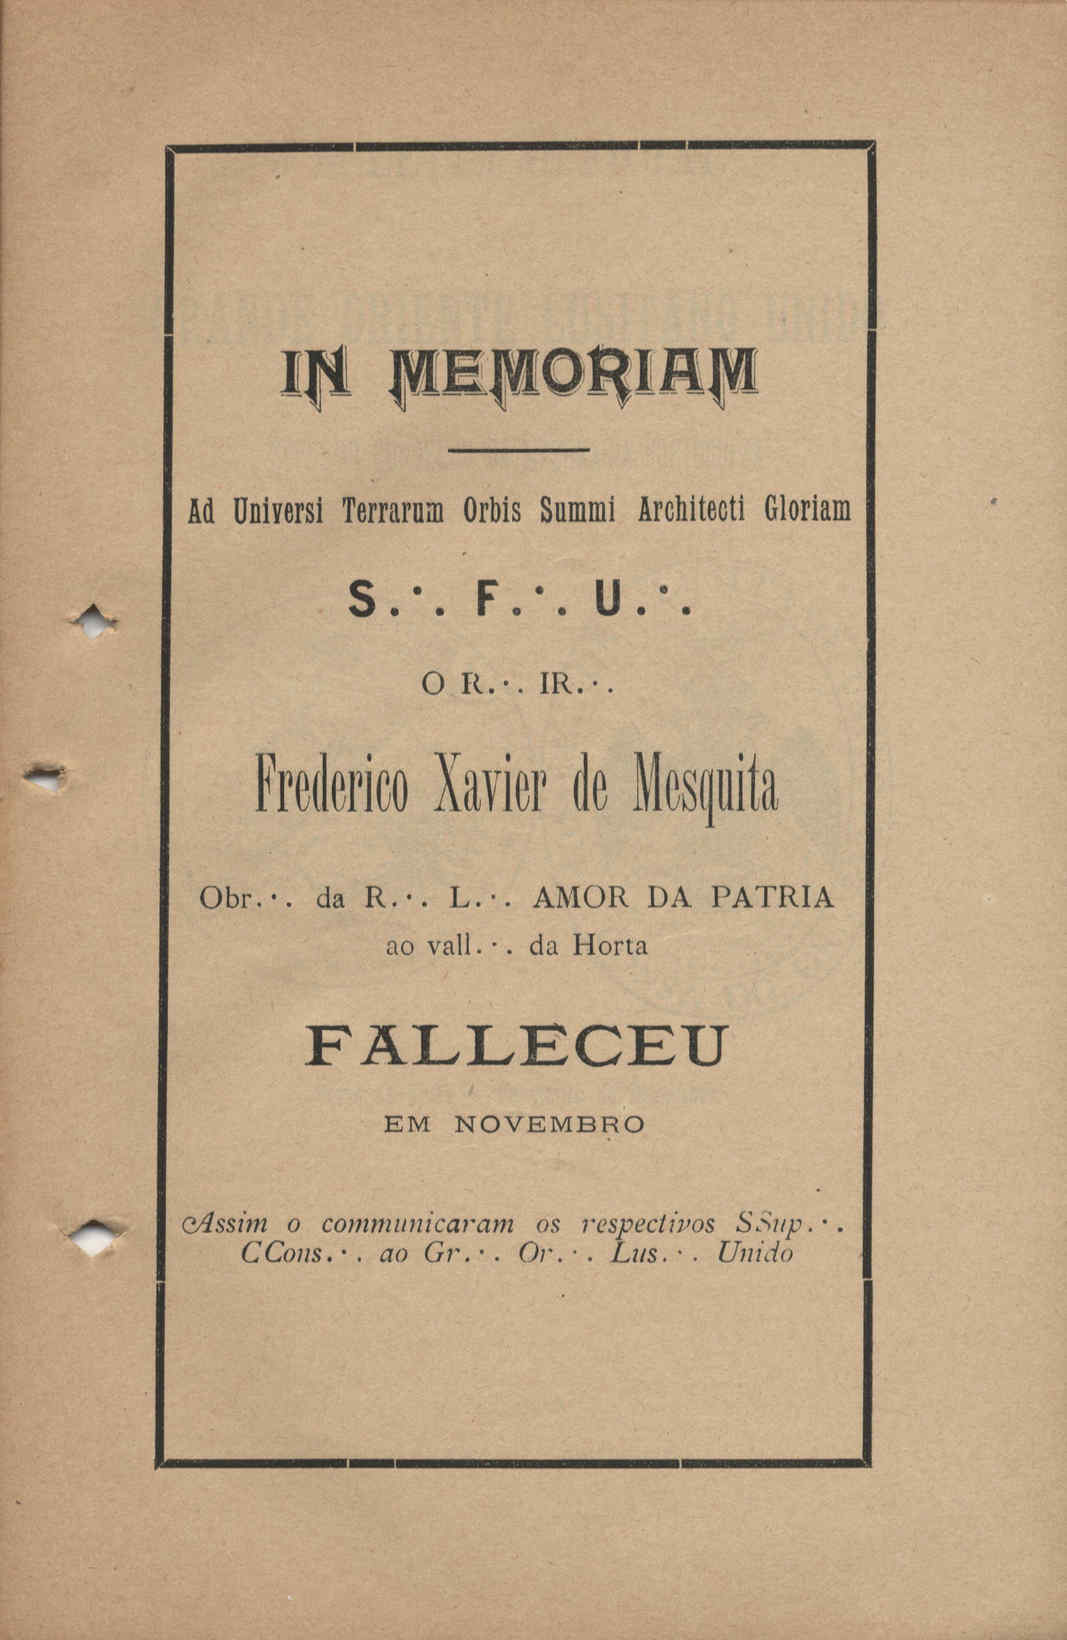 IN MEMORIAM
Ad Universi Terrarum Orbis Summi Architecti Gloriam
S.·. F.·. U.·.
O R.·. IR.·.
Frederico Xavier de Mesquita
Obr.·. da R.·. L.·. AMOR DA PATRIA
ao vall.·. da Horta
FALLECEU
EM NOVEMBRO
Assim o communicaram os respectivos SSup.·.
CCons.·. ao Gr.·. Or.·. Lus.·. Unido